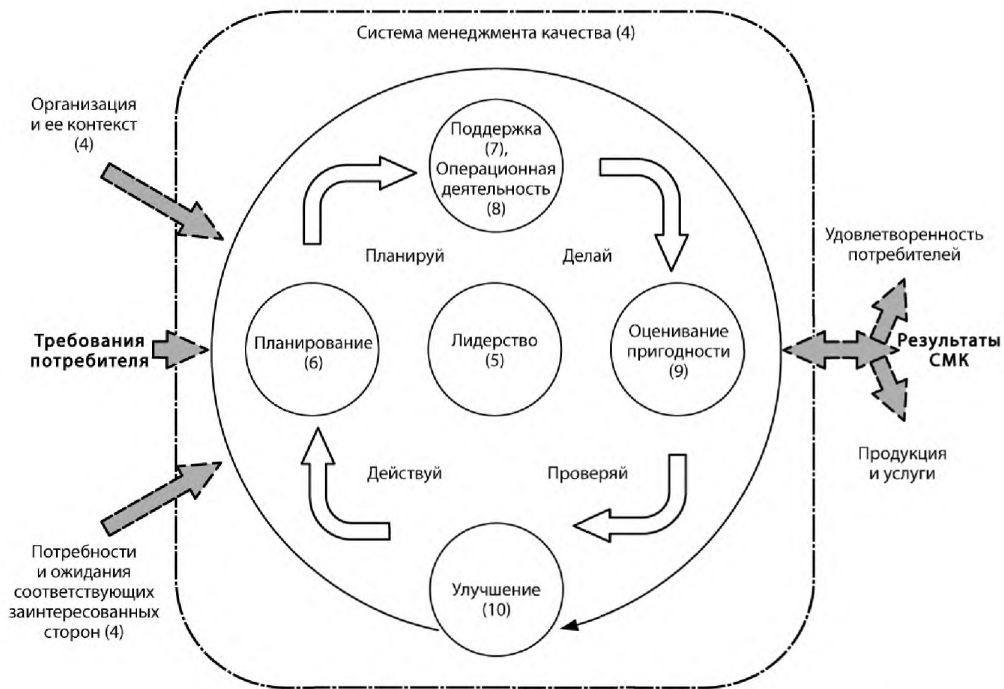 Система менеджмента качества (4)
Организация
и ее контекст
(4)
Поддержка
(7),
Операционная
деятельность
(8)
Планируй
Делай
Удовлетворенность
потребителей
Требования
потребителя
Планирование
(6)
Лидерство
(5)
Оценивание
пригодности
(9)
Результаты
СМК
Действуй
Проверяй
Продукция
и услуги
Потребности
и ожидания
соответствующих
заинтересованных
сторон (4)
Улучшение
(10)